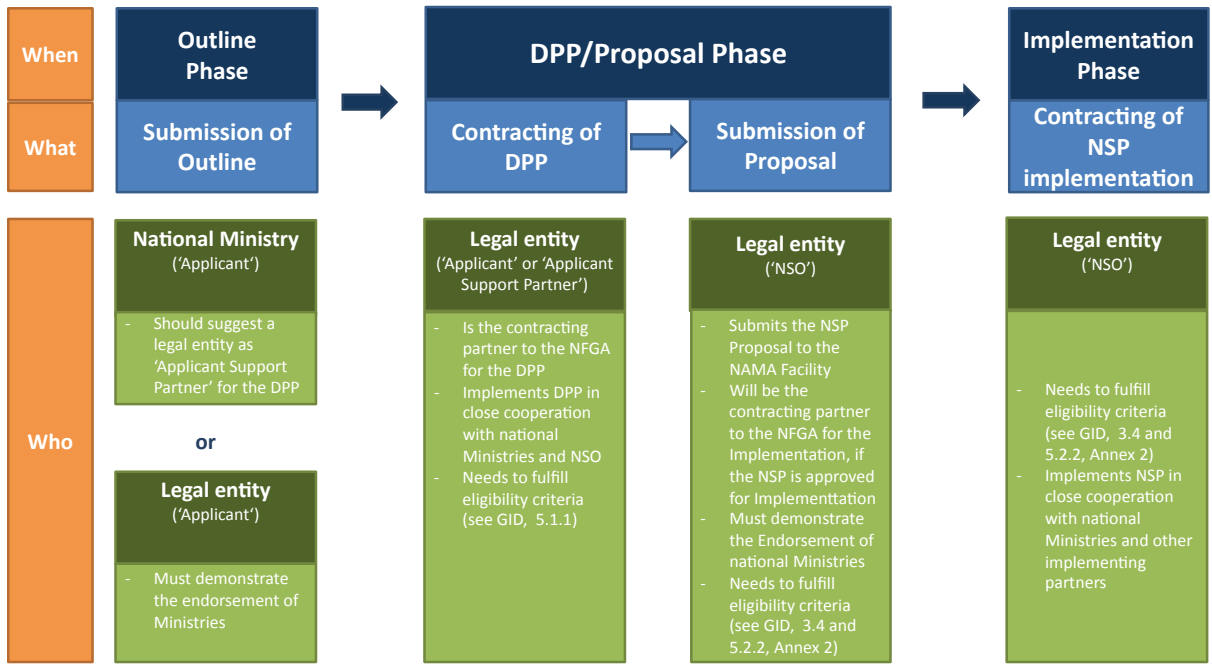 When
Outline
Phase
DPP/Proposal Phase
Implementation
Phase
What
Submission of
Outline
Contracting of
DPP
Submission of
Proposal
Contracting of
NSP
implementation
Who
National Ministry
(‘Applicant‘)
- Should suggest a
legal entity as
‘Applicant Support
Partner’ for the DPP
or
Legal entity
(‘Applicant‘)
- Must demonstrate
the endorsement of
Ministries
Legal entity
(‘Applicant’ or ‘Applicant
Support Partner’)
- Is the contracting
partner to the NFGA
for the DPP
- Implements DPP in
close cooperation
with national
Ministries and NSO
- Needs to fulfill
eligibility criteria
(see GID, 5.1.1)
Legal entity
(‘NSO’)
- Submits the NSP
Proposal to the
NAMA Facility
- Will be the
contracting partner
to the NFGA for the
Implementation, if
the NSP is approved
for Implementtation
- Must demonstrate
the Endorsement of
national Ministries
- Needs to fulfill
eligibility criteria
(see GID, 3.4 and
5.2.2, Annex 2)
Legal entity
(‘NSO’)
- Needs to fulfill
eligibility criteria
(see GID, 3.4 and
5.2.2, Annex 2)
- Implements NSP in
close cooperation
with national
Ministries and other
implementing
partners